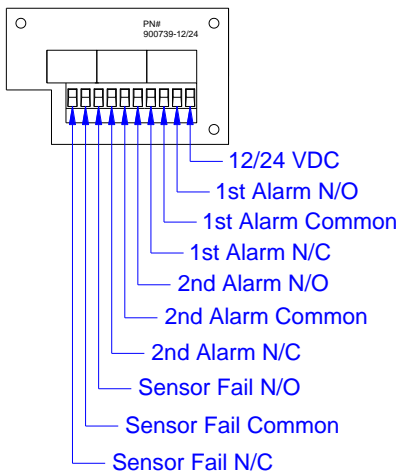 PN#
900739-12/24
12/24 VDC
1st Alarm N/O
1st Alarm Common
1st Alarm N/C
2nd Alarm N/O
2nd Alarm Common
2nd Alarm N/C
Sensor Fail N/O
Sensor Fail Common
Sensor Fail N/C